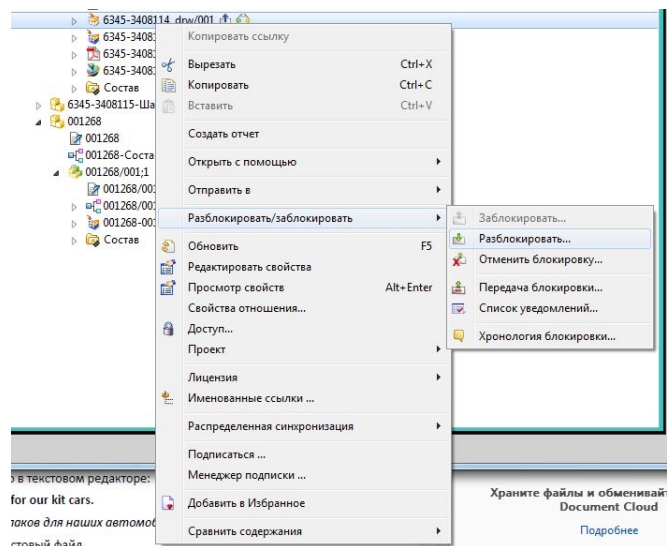 6345-3408114_drw/001
6345-3408
6345-3408
6345-3408
Состав
6345-3408115-Ша
001268
001268
001268-Соста
001268/001;1
001268/001
001268/001
001268-001
Состав
Копировать ссылку
Вырезать Ctrl+X
Копировать Ctrl+C
Вставить Ctrl+V
Создать отчет
Открыть с помощью
Отправить в
Разблокировать/заблокировать
Обновить F5
Редактировать свойства
Просмотр свойств Alt+Enter
Свойства отношения...
Доступ...
Проект
Лицензия
Именованные ссылки ...
Распределенная синхронизация
Подписаться ...
Менеджер подписки ...
Добавить в Избранное
Сравнить содержания
Заблокировать...
Разблокировать...
Отменить блокировку...
Передача блокировки...
Список уведомлений...
Хронология блокировки...
о в текстовом редакторе:
for our kit cars.
лаков для наших автомоб
стовый файл
Храните файлы и обменивайт
Document Cloud
Подробнее